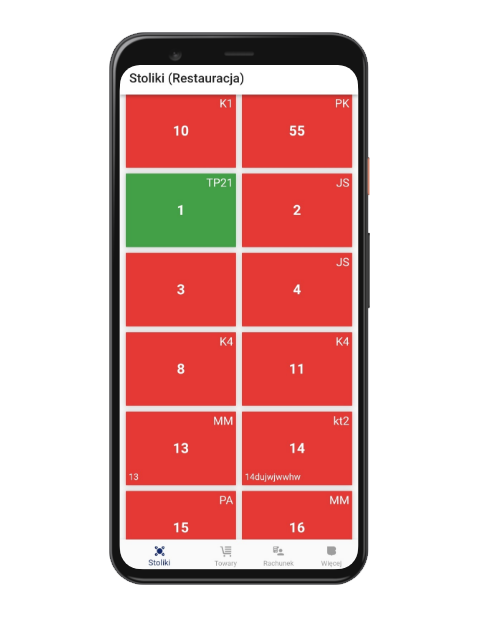 Stoliki (Restauracja)
K1
10
PK
55
TP21
1
JS
2
3
JS
4
K4
8
K4
11
MM
13
13
kt2
14
14dujwjwwhw
PA
15
MM
16
Stoliki
Towary
Rachunek
Więcej